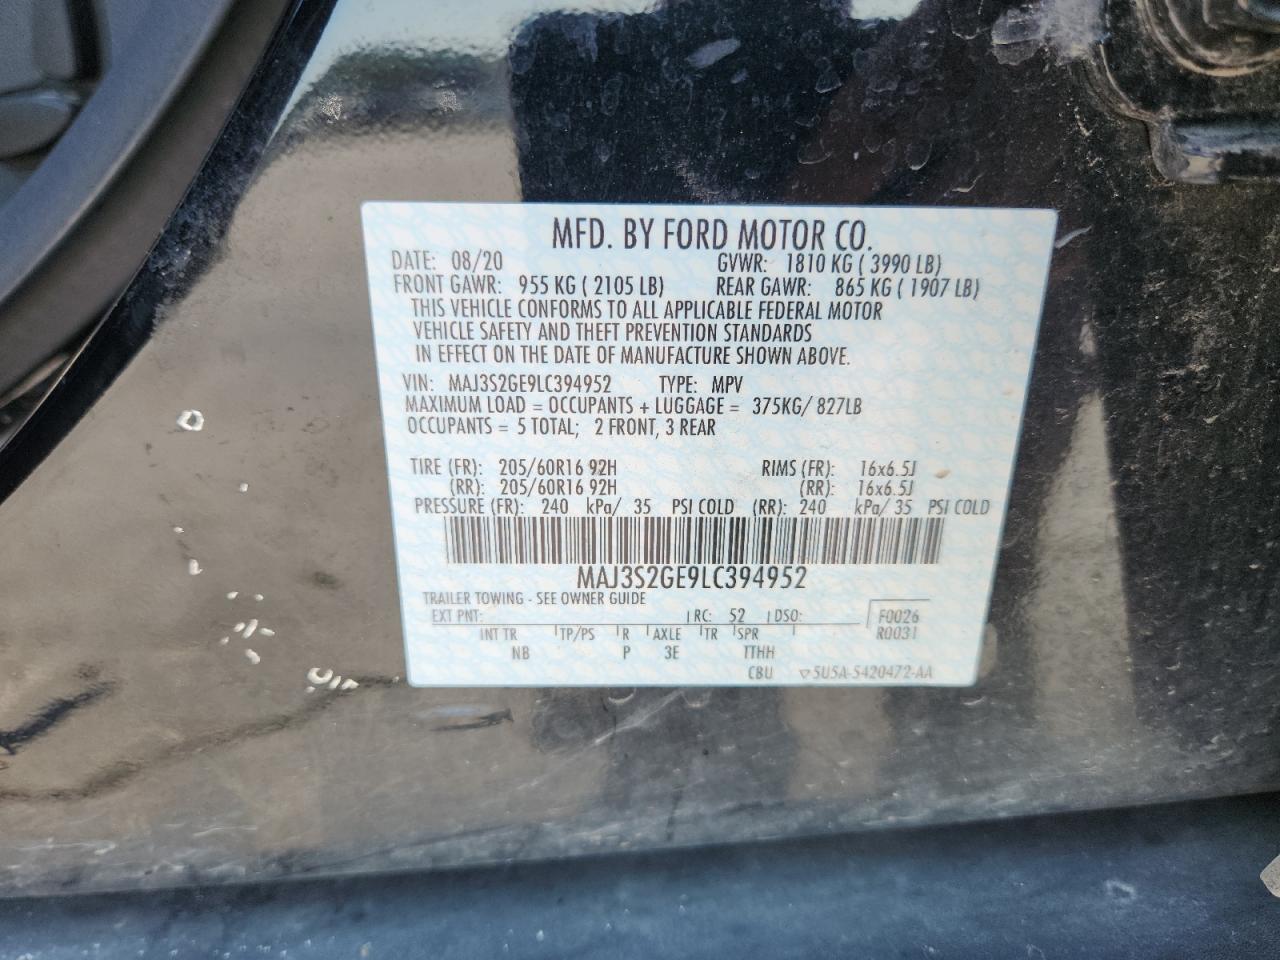 MFD. BY FORD MOTOR CO.
DATE: 08/20 GVWR: 1810 KG ( 3990 LB)
FRONT GAWR: 955 KG ( 2105 LB) REAR GAWR: 865 KG ( 1907 LB)
THIS VEHICLE CONFORMS TO ALL APPLICABLE FEDERAL MOTOR
VEHICLE SAFETY AND THEFT PREVENTION STANDARDS
IN EFFECT ON THE DATE OF MANUFACTURE SHOWN ABOVE.
VIN: MAJ3S2GE9LC394952 TYPE: MPV
MAXIMUM LOAD = OCCUPANTS + LUGGAGE = 375KG/ 827LB
OCCUPANTS = 5 TOTAL; 2 FRONT, 3 REAR
TIRE (FR): 205/60R16 92H RIMS (FR): 16x6.5J
(RR): 205/60R16 92H (RR): 16x6.5J
PRESSURE (FR): 240 kPa/ 35 PSI COLD (RR): 240 kPa/ 35 PSI COLD
MAJ3S2GE9LC394952
TRAILER TOWING - SEE OWNER GUIDE
EXT PNT: RC: 52 DSO: F0026
INT TR TP/PS R AXLE TR SPR R0031
NB P 3E TTHH
CBU 5U5A-5420472-AA